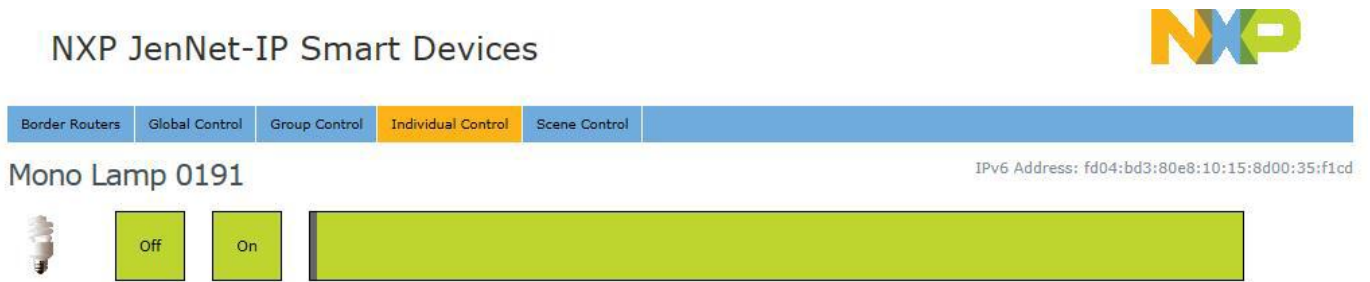 NXP JenNet-IP Smart Devices
NXP
Border Routers Global Control Group Control Individual Control Scene Control
Mono Lamp 0191
IPv6 Address: fd04:bd3:80e8:10:15:8d00:35:f1cd
Off On